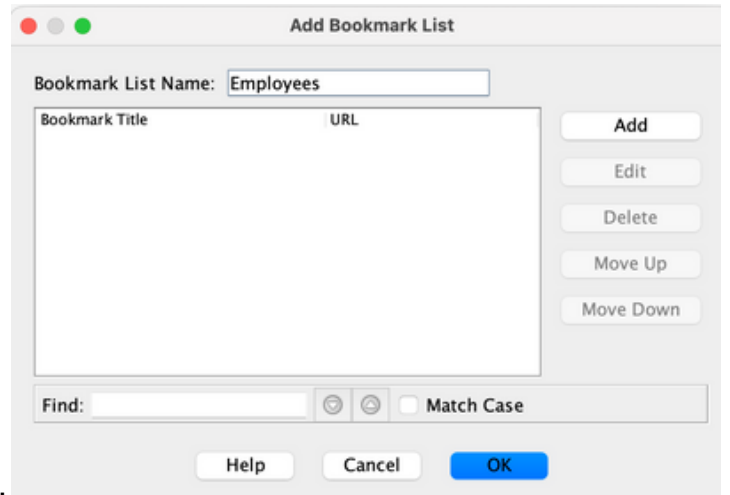 Add Bookmark List
Bookmark List Name: Employees
Bookmark Title URL
Add
Edit
Delete
Move Up
Move Down
Find: Match Case
Help Cancel OK
.